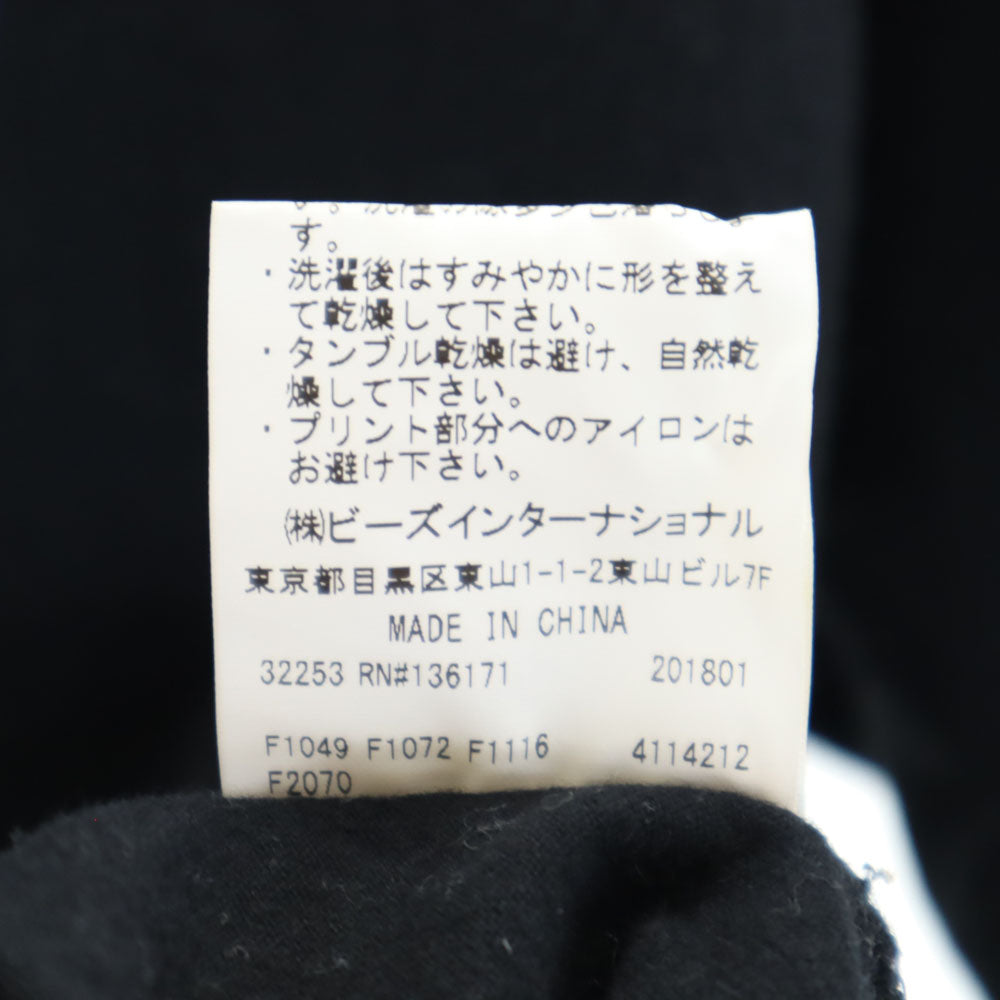 す。
・洗濯後はすみやかに形を整え
て乾燥して下さい。
・タンブル乾燥は避け、自然乾
燥して下さい。
・プリント部分へのアイロンは
お避け下さい。
㈱ビーズインターナショナル
東京都目黒区東山1-1-2東山ビル7F
MADE IN CHINA
32253 RN#136171 201801
F1049 F1072 F1116 4114212
F2070